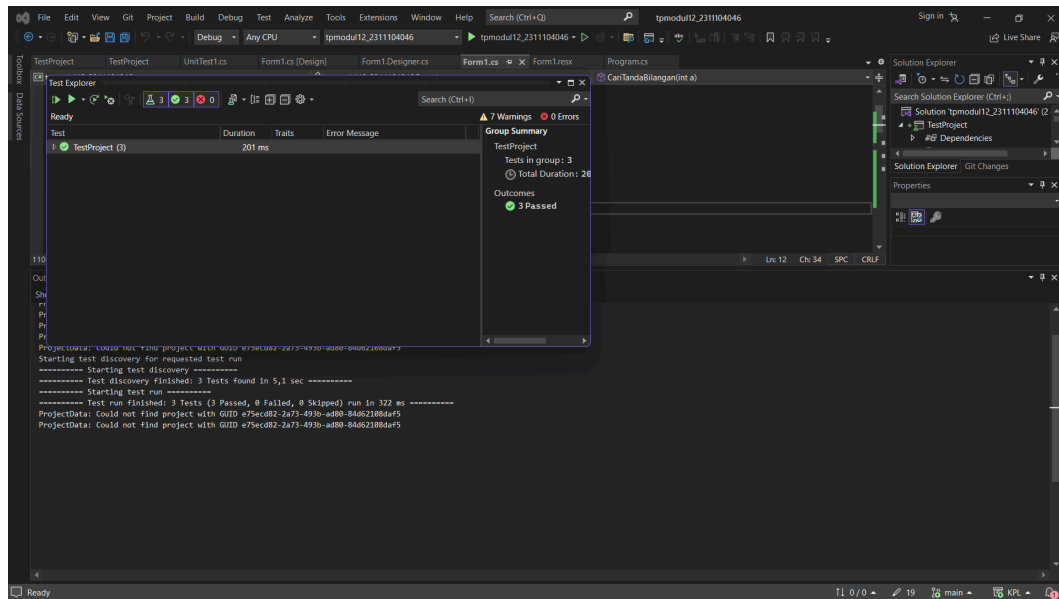 File Edit View Git Project Build Debug Test Analyze Tools Extensions Window Help Search (Ctrl+Q) tpmodul12_2311104046 Sign in
Debug Any CPU tpmodul12_2311104046 tpmodul12_2311104046 Live Share
Toolbox
Data Sources
TestProject TestProject UnitTest1.cs Form1.cs [Design] Form1.Designer.cs Form1.cs Form1.resx Program.cs
CariTandaBilangan(int a)
Test Explorer
3 3 0 Search (Ctrl+I)
Ready 7 Warnings 0 Errors
Test Duration Traits Error Message
TestProject (3) 201 ms
Group Summary
TestProject
Tests in group: 3
Total Duration: 20
Outcomes
3 Passed
110 Ln: 12 Ch: 34 SPC CRLF
Solution Explorer
Search Solution Explorer (Ctrl+;)
Solution 'tpmodul12_2311104046' (2
TestProject
Dependencies
Solution Explorer Git Changes
Properties
ProjectData: Could not find project with GUID e75ecd82-2a73-493b-ad80-84d62108daf5
Starting test discovery for requested test run
========== Starting test discovery ==========
========== Test discovery finished: 3 Tests found in 5,1 sec ==========
========== Starting test run ==========
========== Test run finished: 3 Tests (3 Passed, 0 Failed, 0 Skipped) run in 322 ms ==========
ProjectData: Could not find project with GUID e75ecd82-2a73-493b-ad80-84d62108daf5
ProjectData: Could not find project with GUID e75ecd82-2a73-493b-ad80-84d62108daf5
Ready 0 / 0 19 main KPL 1